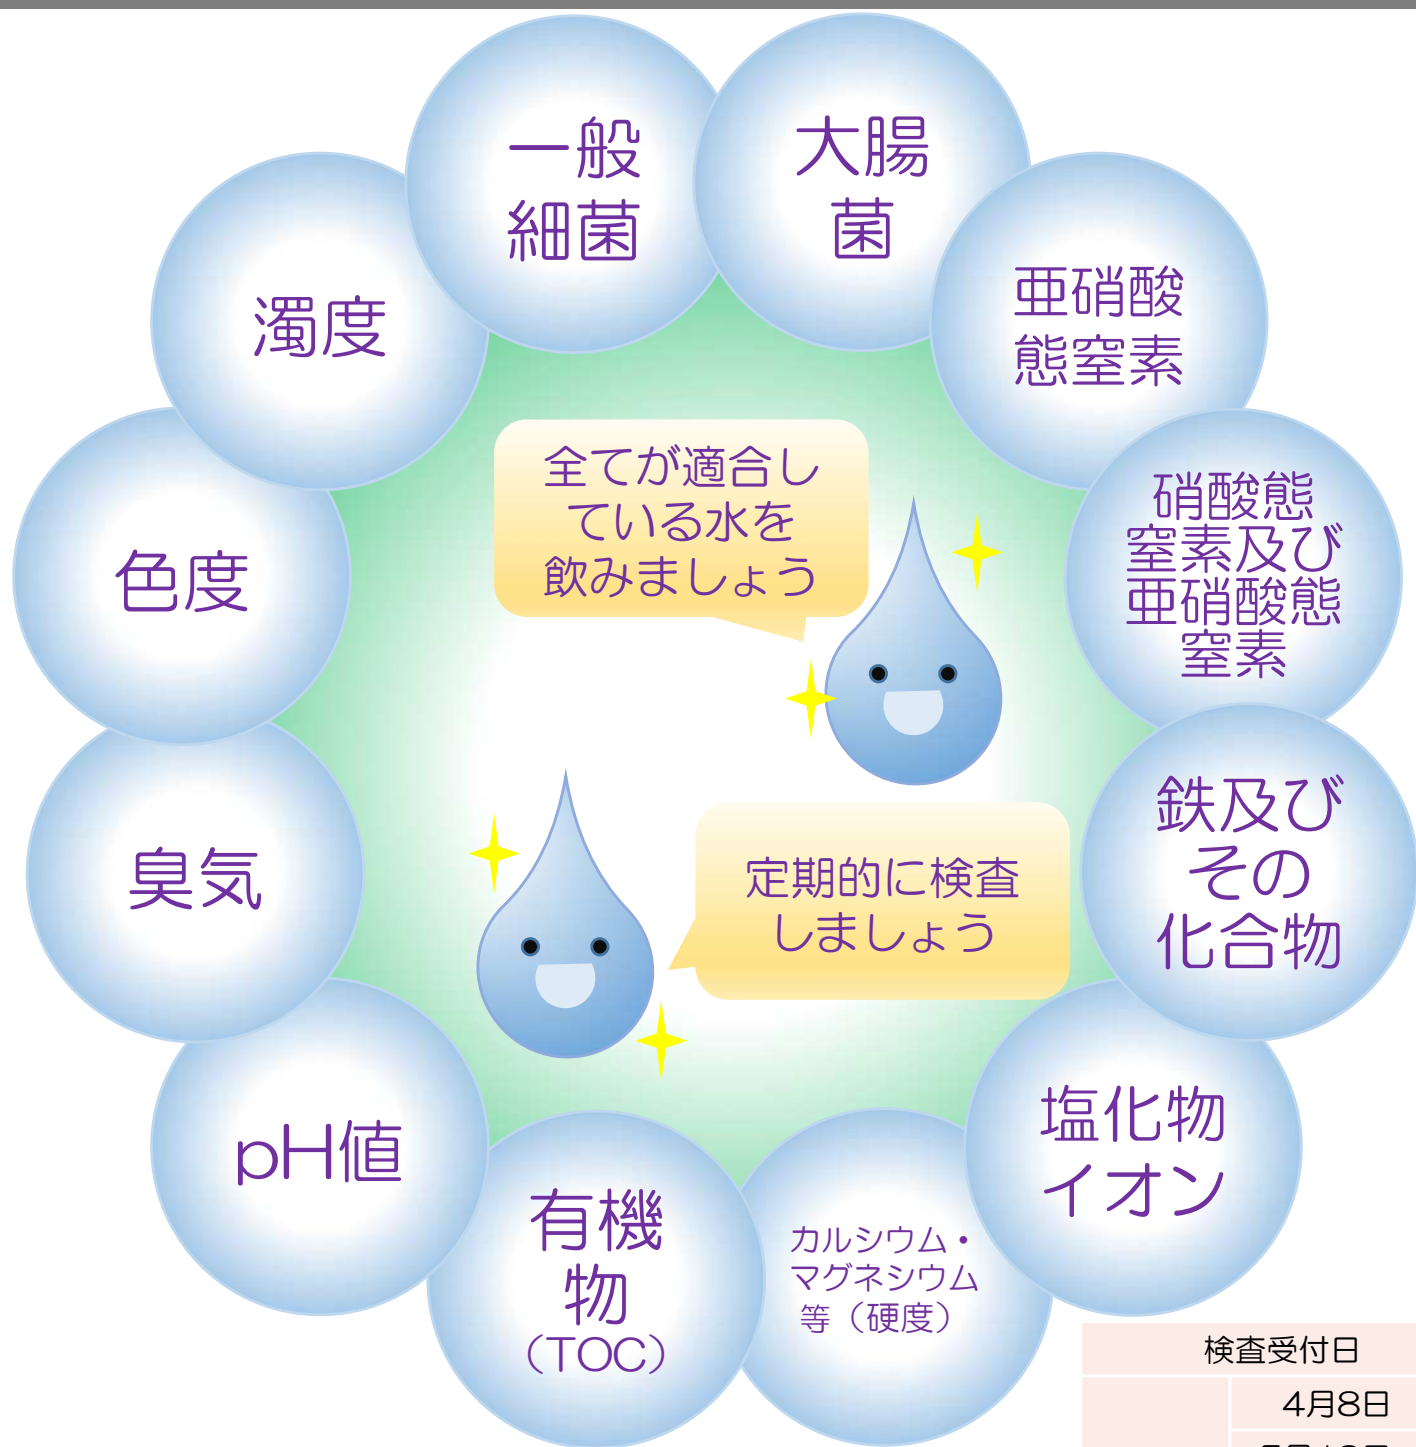 一般
細菌
大腸
菌
亜硝酸
態窒素
硝酸態
窒素及び
亜硝酸態
窒素
鉄及び
その
化合物
塩化物
イオン
カルシウム・
マグネシウム
等（硬度）
有機
物
（TOC）
pH値
臭気
色度
濁度
全てが適合し
ている水を
飲みましょう
定期的に検査
しましょう
検査受付日
4月8日